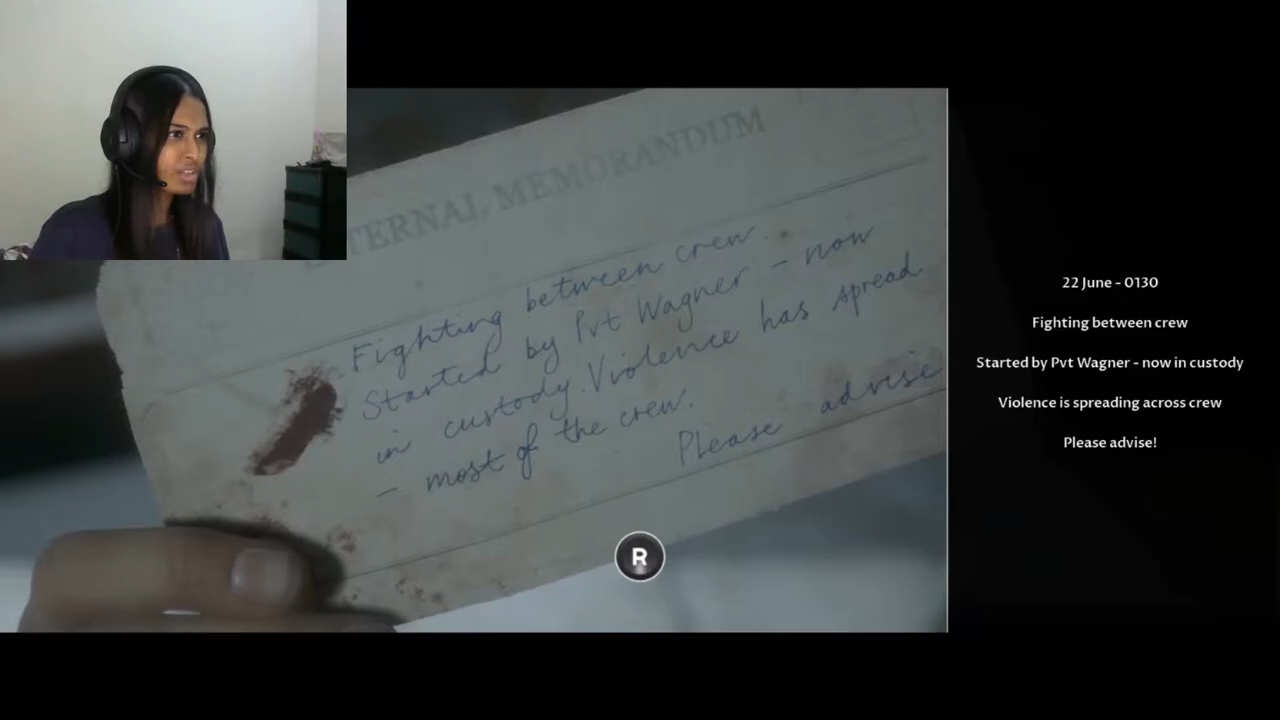 TERNAL MEMORANDUM
Fighting between crew.
Started by Pvt Wagner - now
in custody. Violence has spread
- most of the crew.
Please advise
R
22 June - 0130
Fighting between crew
Started by Pvt Wagner - now in custody
Violence is spreading across crew
Please advise!